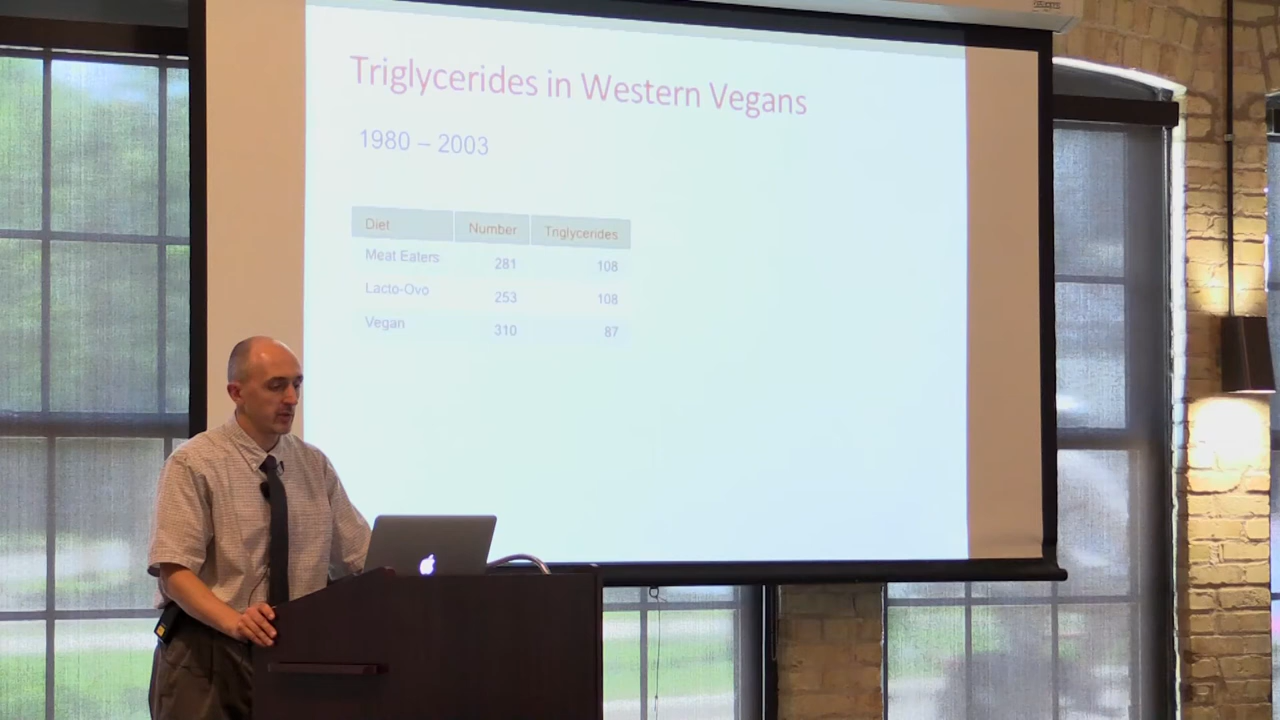 Triglycerides in Western Vegans
1980 – 2003
Diet Number Triglycerides
Meat Eaters 281 108
Lacto-Ovo 253 108
Vegan 310 87